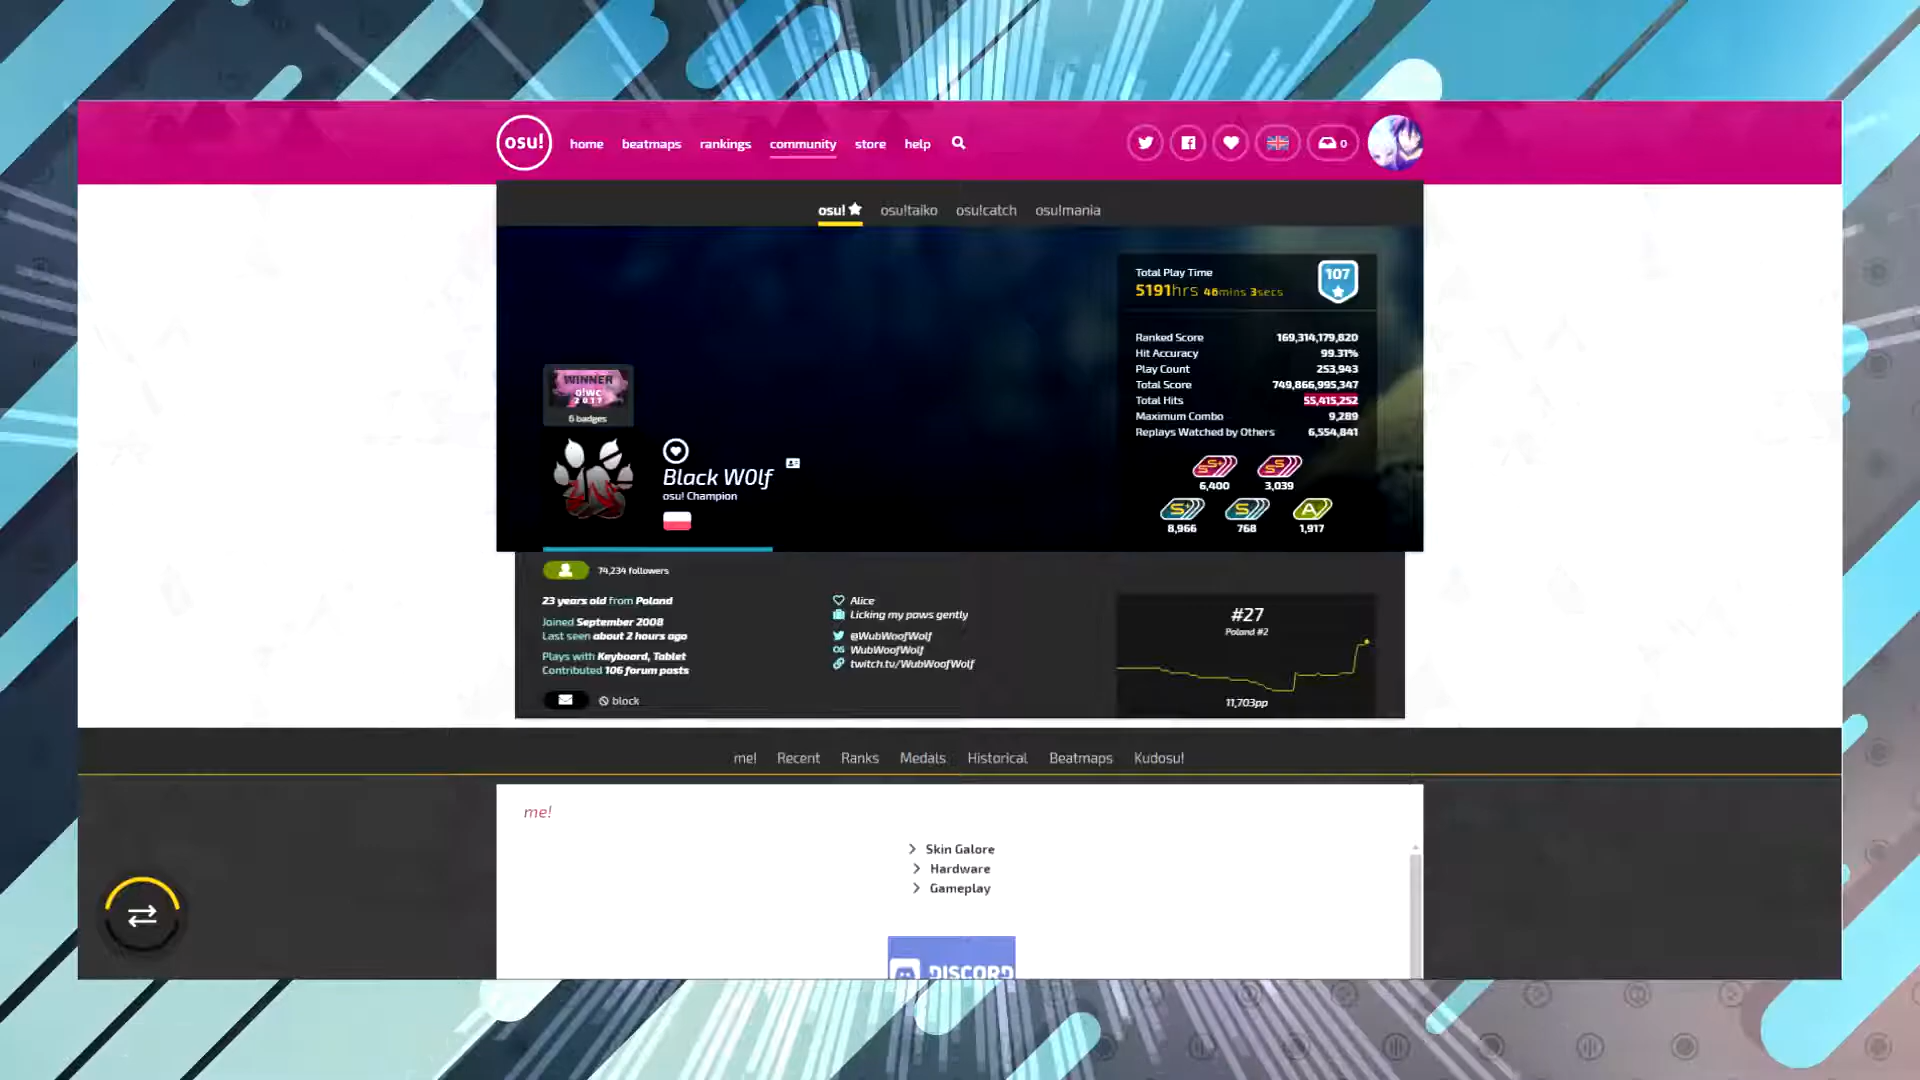 osu! home beatmaps rankings community store help 0
osu! osu!taiko osu!catch osu!mania
Total Play Time
5191hrs 46mins 3secs
107
Ranked Score 169,314,179,820
Hit Accuracy 99.31%
Play Count 253,943
Total Score 749,866,995,347
Total Hits 55,415,252
Maximum Combo 9,289
Replays Watched by Others 6,554,841
6,400 3,039
8,966 768 1,917
WINNER
o!wc
2017
6 badges
Black W0lf
osu! Champion
74,234 followers
23 years old from Poland
Joined September 2008
Last seen about 2 hours ago
Plays with Keyboard, Tablet
Contributed 106 forum posts
block
Alice
Licking my paws gently
@WubWoofWolf
WubWoofWolf
twitch.tv/WubWoofWolf
#27
Poland #2
11,703pp
me! Recent Ranks Medals Historical Beatmaps Kudosu!
me!
Skin Galore
Hardware
Gameplay
DISCORD